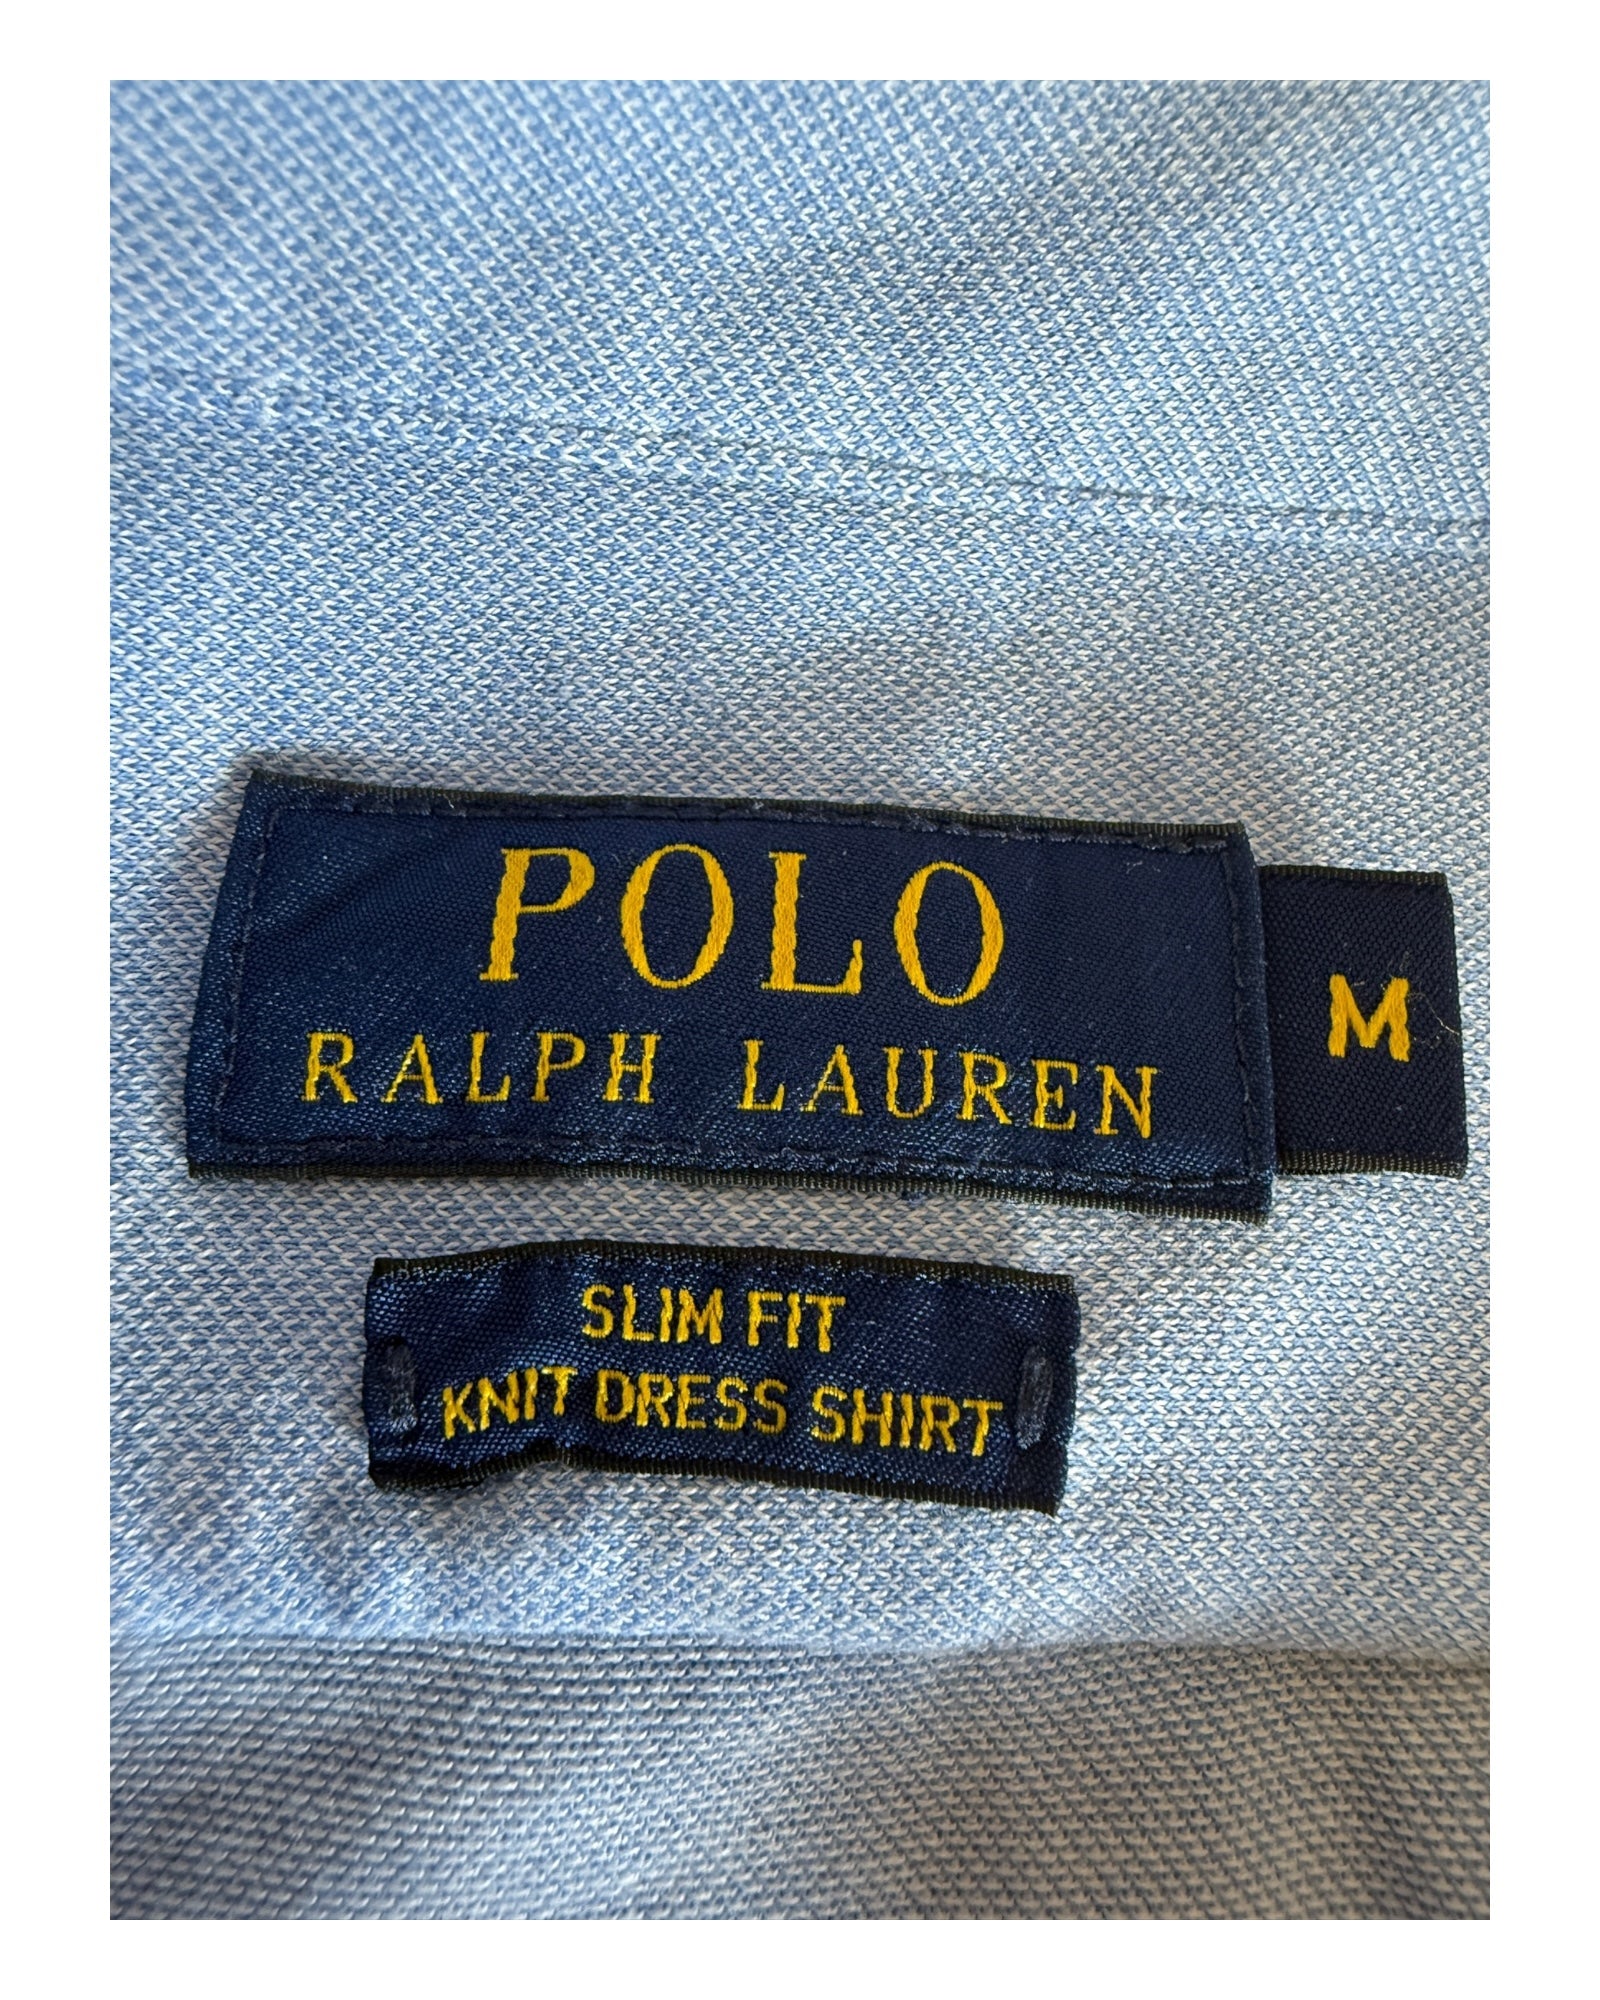 POLO
RALPH LAUREN
M
SLIM FIT
KNIT DRESS SHIRT